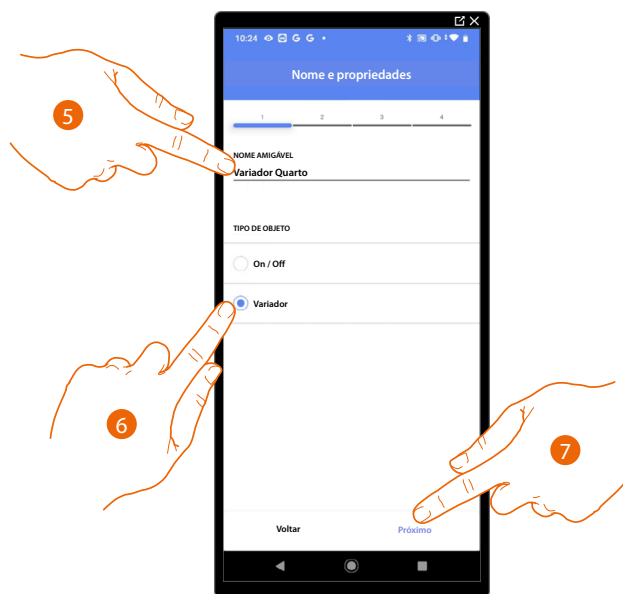 10:24 G G
Nome e propriedades
1 2 3 4
NOME AMIGÁVEL
Variador Quarto
TIPO DE OBJETO
On / Off
Variador
Voltar Próximo
5
6
7